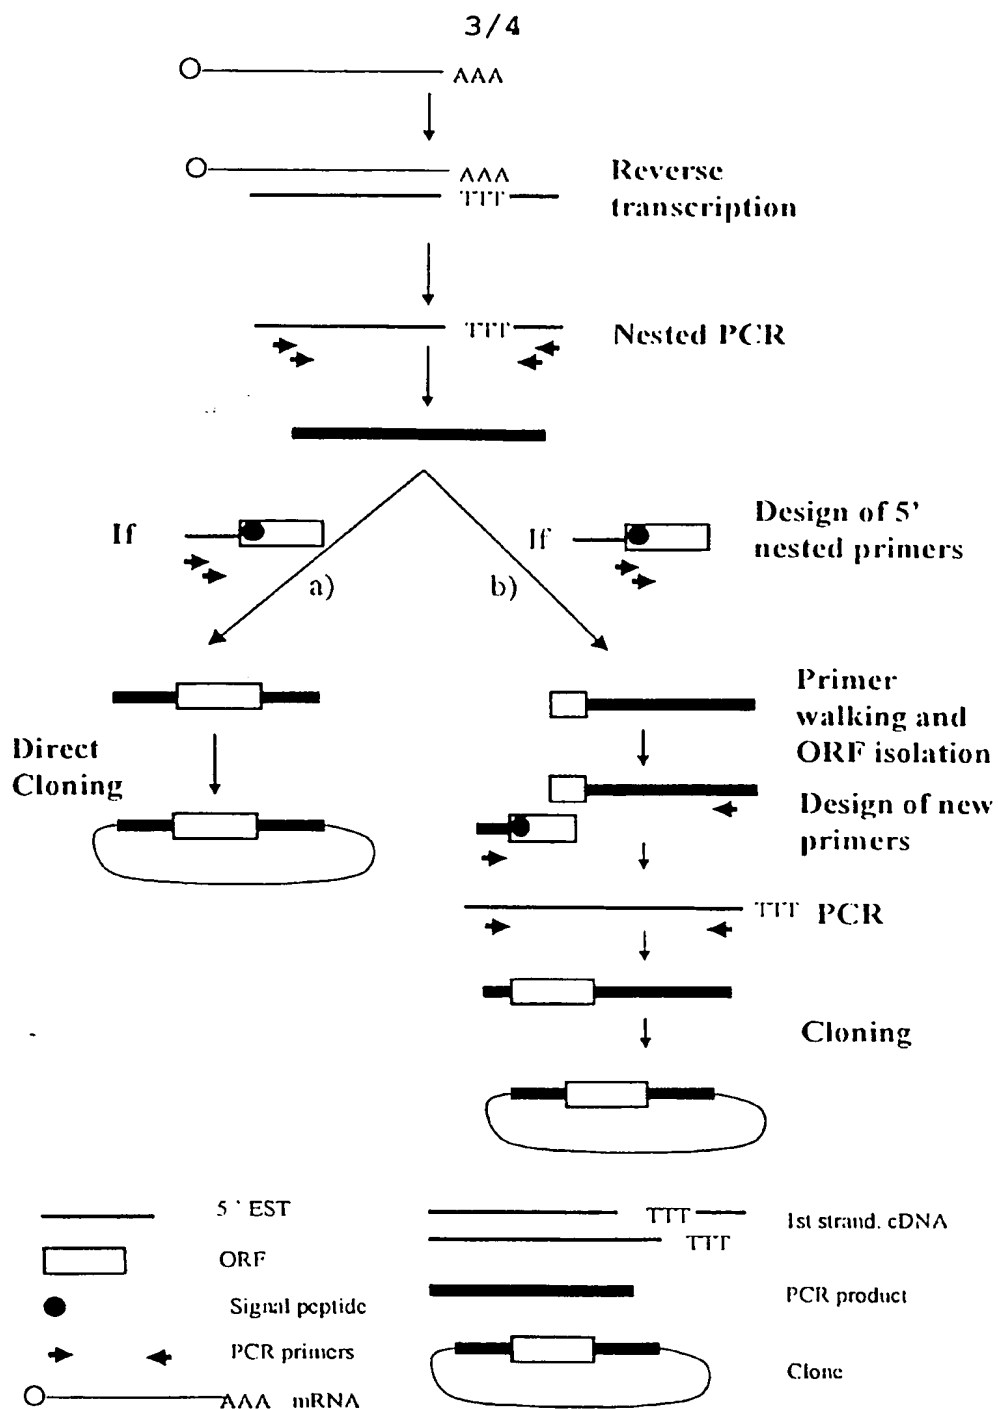 3/4
AAA
AAA
TTT
Reverse
transcription
TTT
Nested PCR
If
If
Design of 5'
nested primers
a)
b)
Primer
walking and
ORF isolation
Direct
Cloning
Design of new
primers
TTT PCR
Cloning
5' EST
ORF
Signal peptide
PCR primers
AAA mRNA
TTT
TTT
1st strand. cDNA
PCR product
Clone